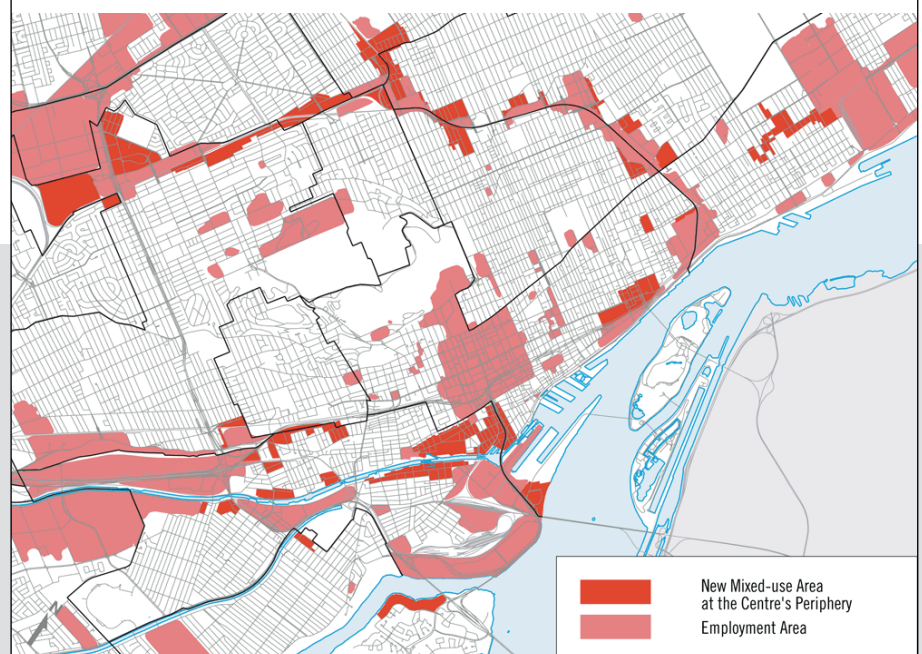 New Mixed-use Area
at the Centre's Periphery
Employment Area
N